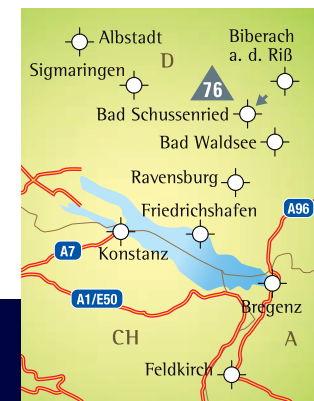 Albstadt
Biberach
a. d. Riß
D
Sigmaringen
76
Bad Schussenried
Bad Waldsee
Ravensburg
Friedrichshafen
A96
A7
Konstanz
A1/E50
Bregenz
CH
A
Feldkirch